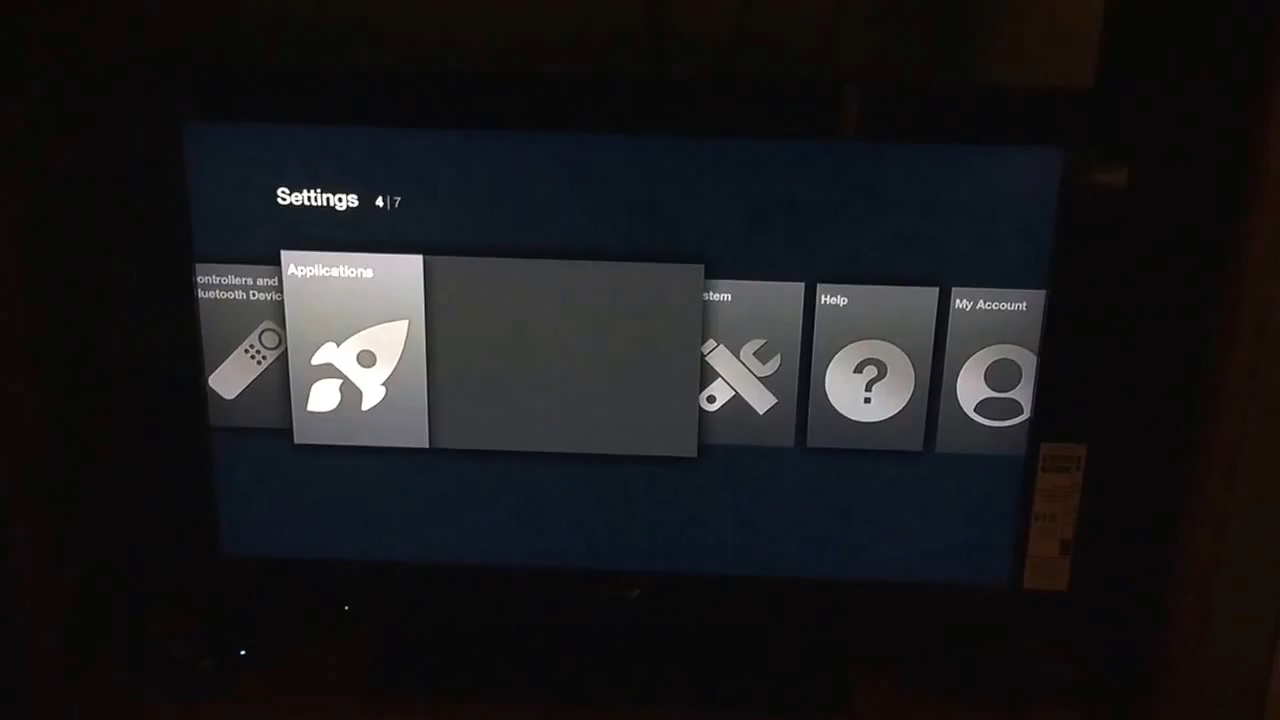 Settings 4|7
ontrollers and
luetooth Devic
Applications
stem
Help
My Account